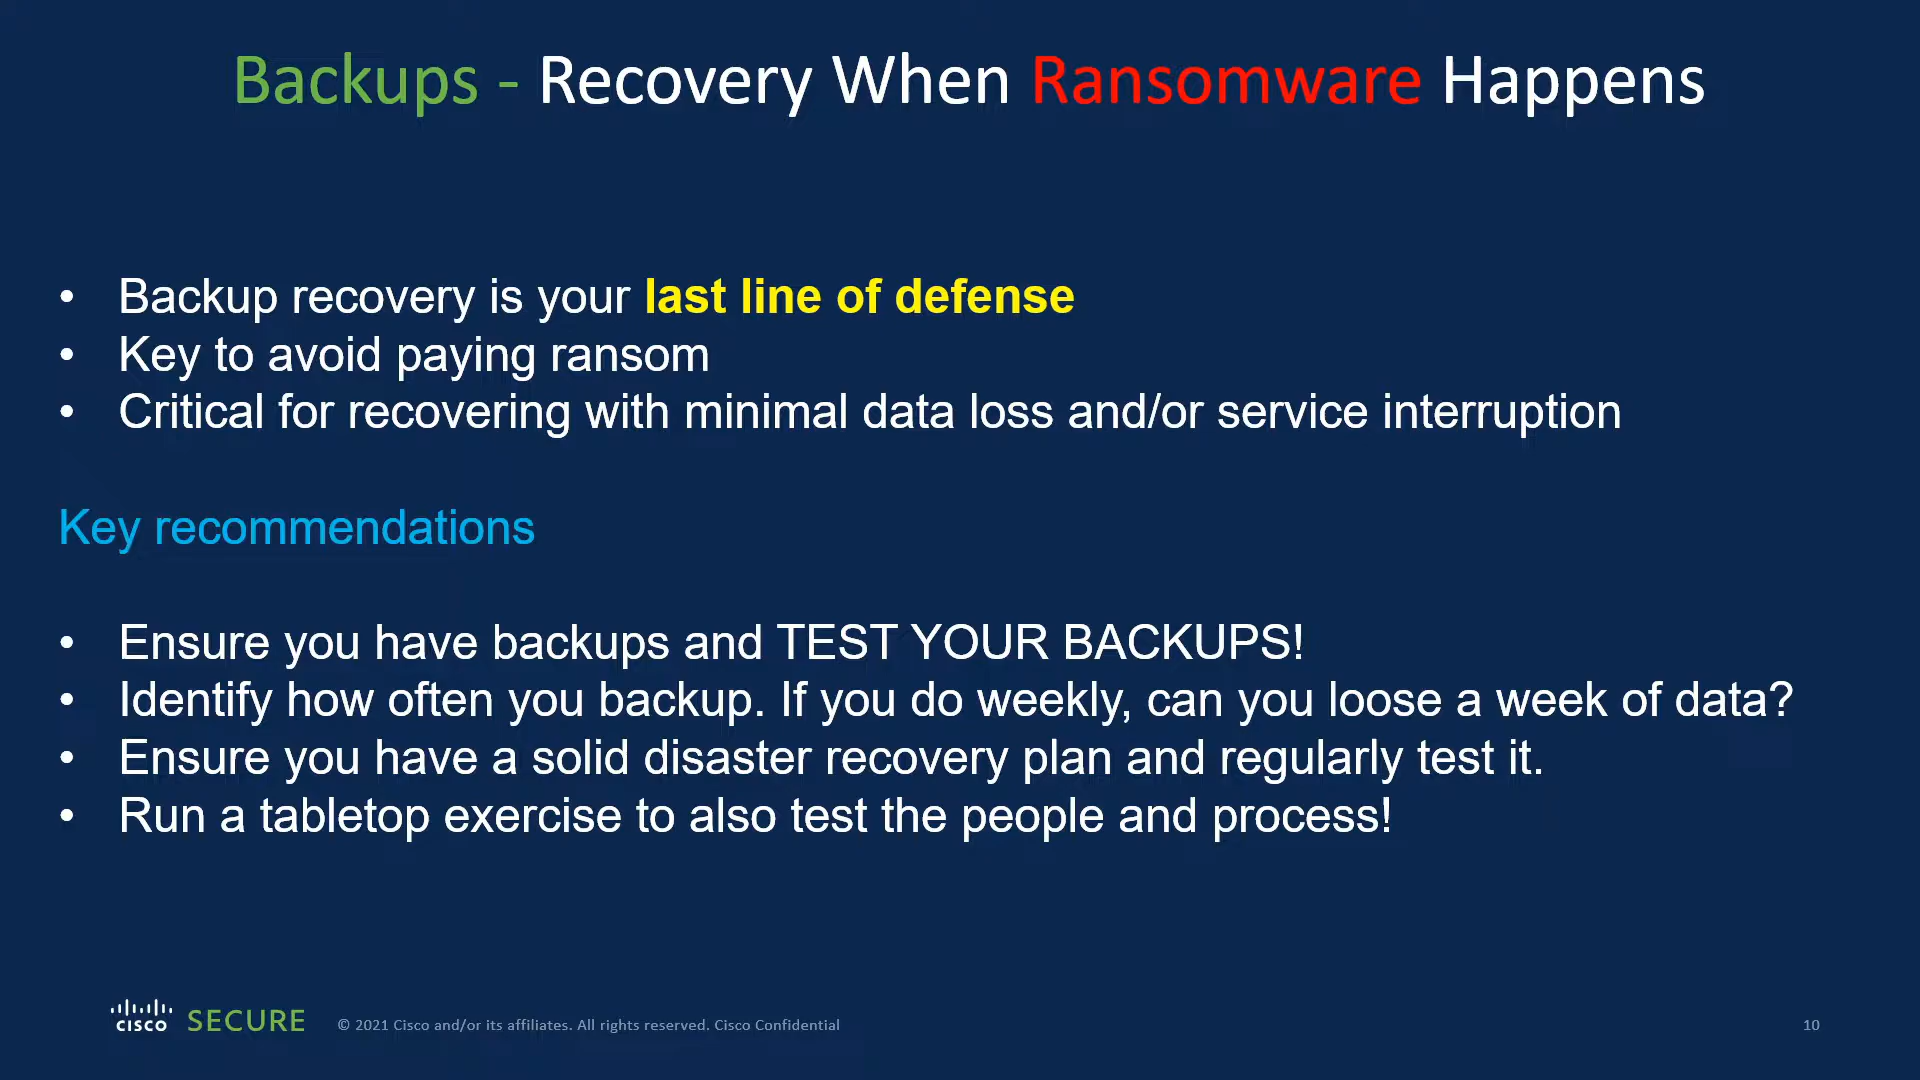 Backups - Recovery When Ransomware Happens
• Backup recovery is your last line of defense
• Key to avoid paying ransom
• Critical for recovering with minimal data loss and/or service interruption
Key recommendations
• Ensure you have backups and TEST YOUR BACKUPS!
• Identify how often you backup. If you do weekly, can you loose a week of data?
• Ensure you have a solid disaster recovery plan and regularly test it.
• Run a tabletop exercise to also test the people and process!
CISCO SECURE © 2021 Cisco and/or its affiliates. All rights reserved. Cisco Confidential 10